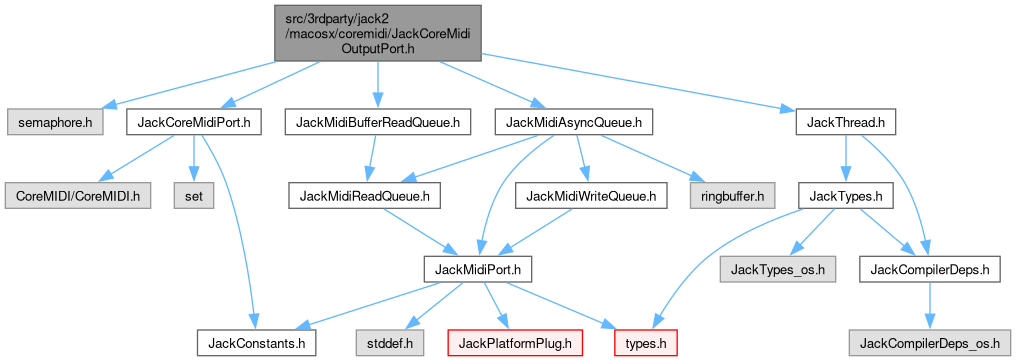 src/3rdparty/jack2
/macosx/coremidi/JackCoreMidi
OutputPort.h
semaphore.h
JackCoreMidiPort.h
JackMidiBufferReadQueue.h
JackMidiAsyncQueue.h
JackThread.h
CoreMIDI/CoreMIDI.h
set
JackMidiReadQueue.h
JackMidiWriteQueue.h
ringbuffer.h
JackTypes.h
JackMidiPort.h
JackTypes_os.h
JackCompilerDeps.h
JackConstants.h
stddef.h
JackPlatformPlug.h
types.h
JackCompilerDeps_os.h